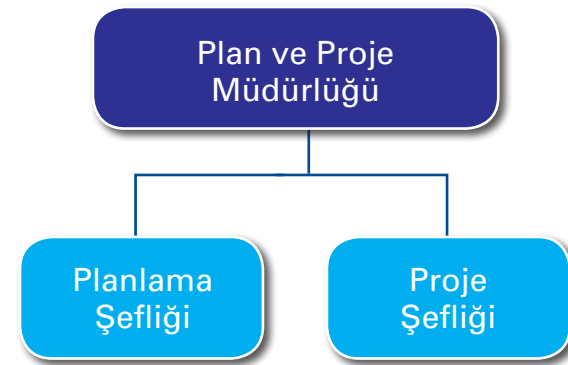 Plan ve Proje
Müdürlüğü
Planlama
Şefliği
Proje
Şefliği